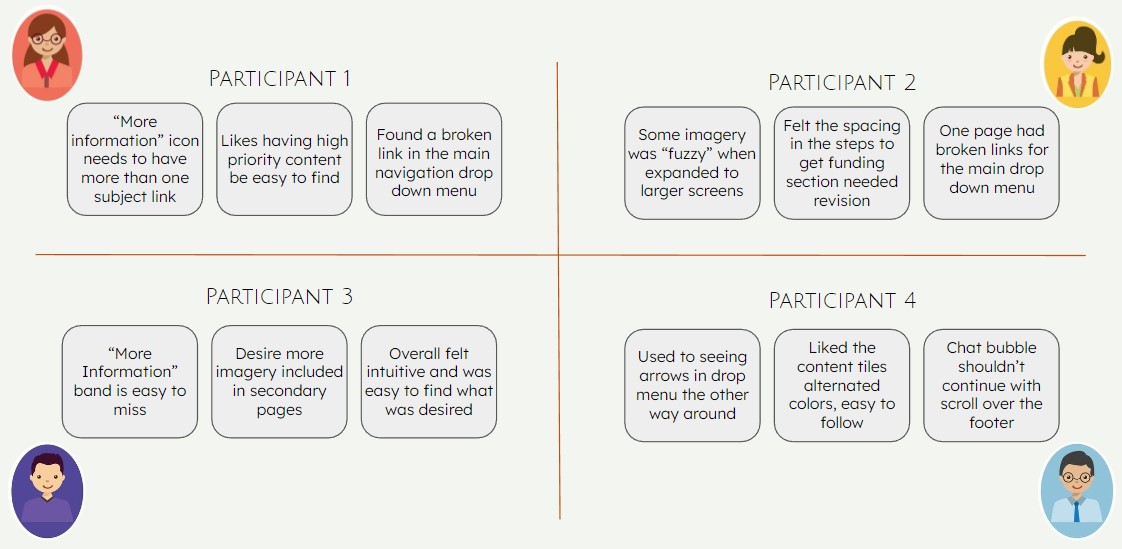 PARTICIPANT 1
“More
information” icon
needs to have
more than one
subject link
Likes having high
priority content
be easy to find
Found a broken
link in the main
navigation drop
down menu
PARTICIPANT 2
Some imagery
was “fuzzy” when
expanded to
larger screens
Felt the spacing
in the steps to
get funding
section needed
revision
One page had
broken links for
the main drop
down menu
PARTICIPANT 3
“More
Information”
band is easy to
miss
Desire more
imagery included
in secondary
pages
Overall felt
intuitive and was
easy to find what
was desired
PARTICIPANT 4
Used to seeing
arrows in drop
menu the other
way around
Liked the
content tiles
alternated
colors, easy to
follow
Chat bubble
shouldn’t
continue with
scroll over the
footer